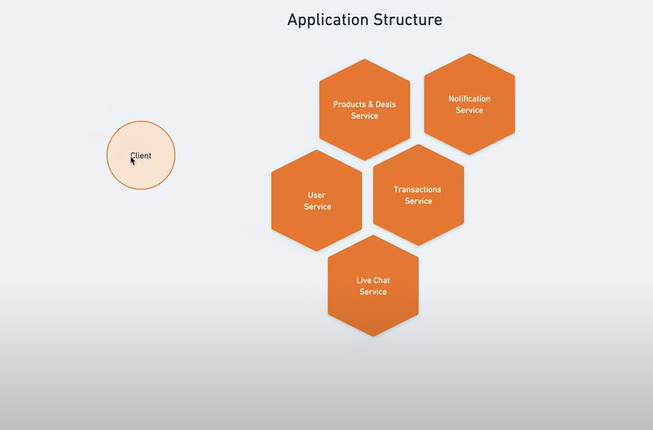 Application Structure
Products & Deals
Service
Notification
Service
Client
User
Service
Transactions
Service
Live Chat
Service